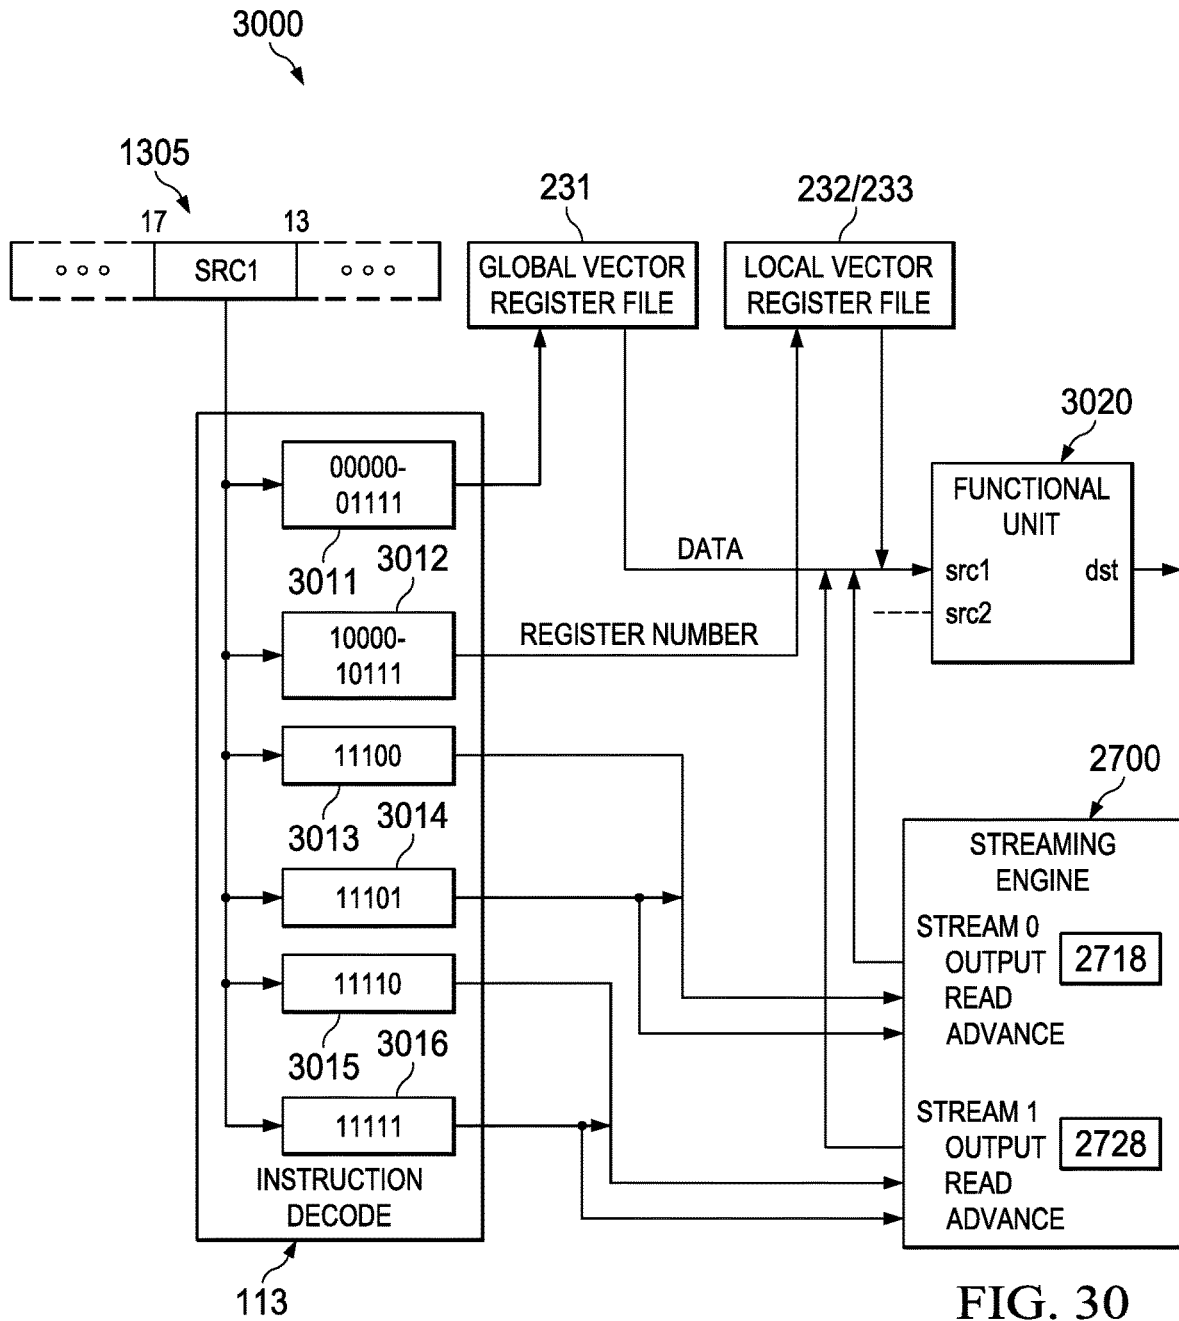 3000
1305
17
13
○ ○ ○
SRC1
○ ○ ○
231
GLOBAL VECTOR
REGISTER FILE
232/233
LOCAL VECTOR
REGISTER FILE
00000-
01111
3011
3012
10000-
10111
11100
3013
3014
11101
11110
3015
3016
11111
INSTRUCTION
DECODE
113
DATA
REGISTER NUMBER
3020
FUNCTIONAL
UNIT
src1
dst
src2
2700
STREAMING
ENGINE
STREAM 0
OUTPUT
2718
READ
ADVANCE
STREAM 1
OUTPUT
2728
READ
ADVANCE
FIG. 30